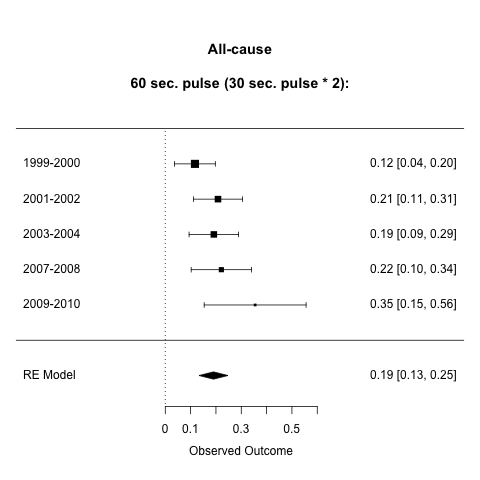 All-cause
60 sec. pulse (30 sec. pulse * 2):
1999-2000 0.12 [0.04, 0.20]
2001-2002 0.21 [0.11, 0.31]
2003-2004 0.19 [0.09, 0.29]
2007-2008 0.22 [0.10, 0.34]
2009-2010 0.35 [0.15, 0.56]
RE Model 0.19 [0.13, 0.25]
0 0.1 0.3 0.5
Observed Outcome